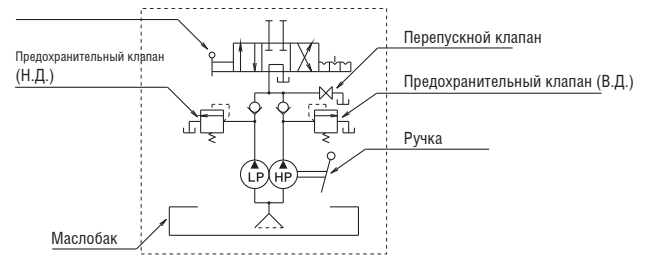 Перепускной клапан
Предохранительный клапан
(Н.Д.)
Предохранительный клапан (В.Д.)
Ручка
LP HP
Маслобак